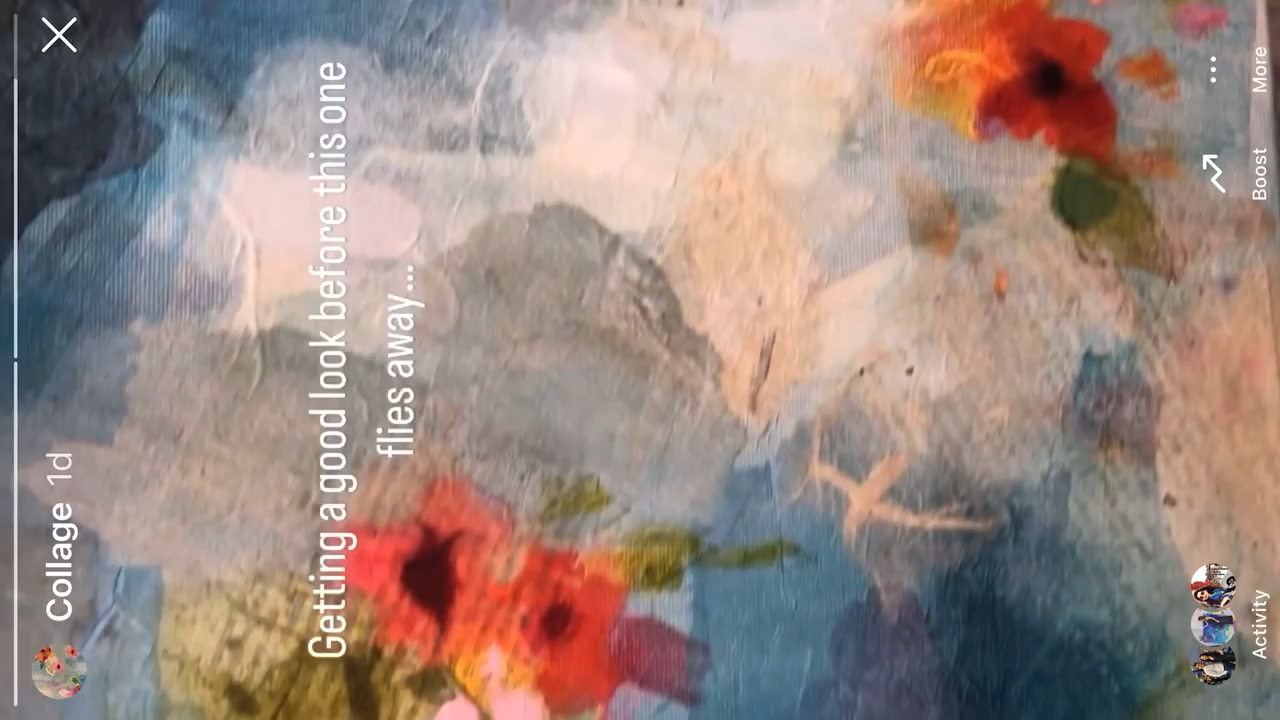 Collage 1d
Getting a good look before this one
flies away...
Activity
Boost
More